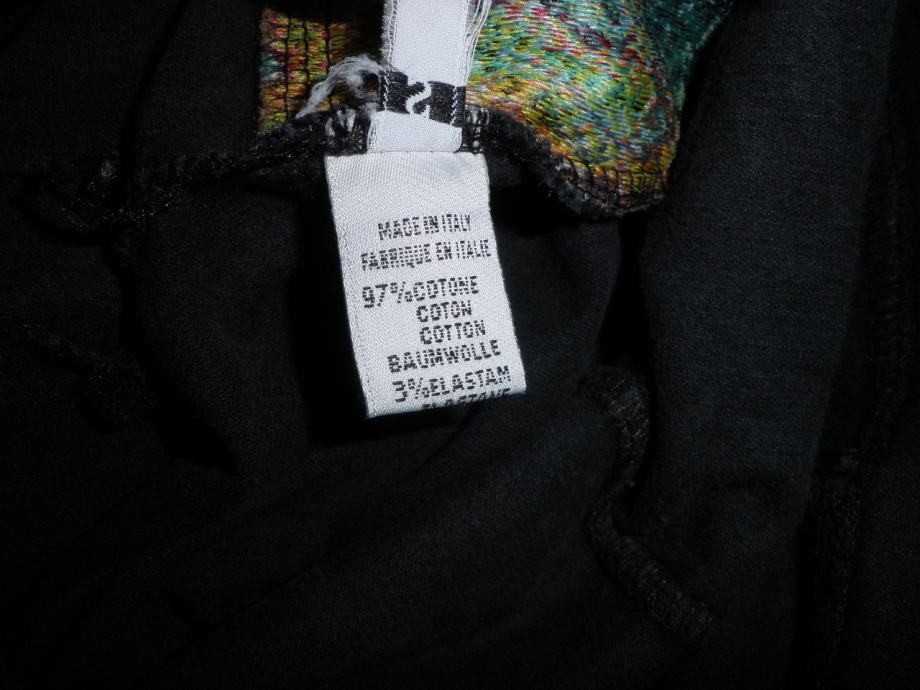 S
MADE IN ITALY
FABRIQUE EN ITALIE
97%COTONE
COTON
COTTON
BAUMWOLLE
3%ELASTAM